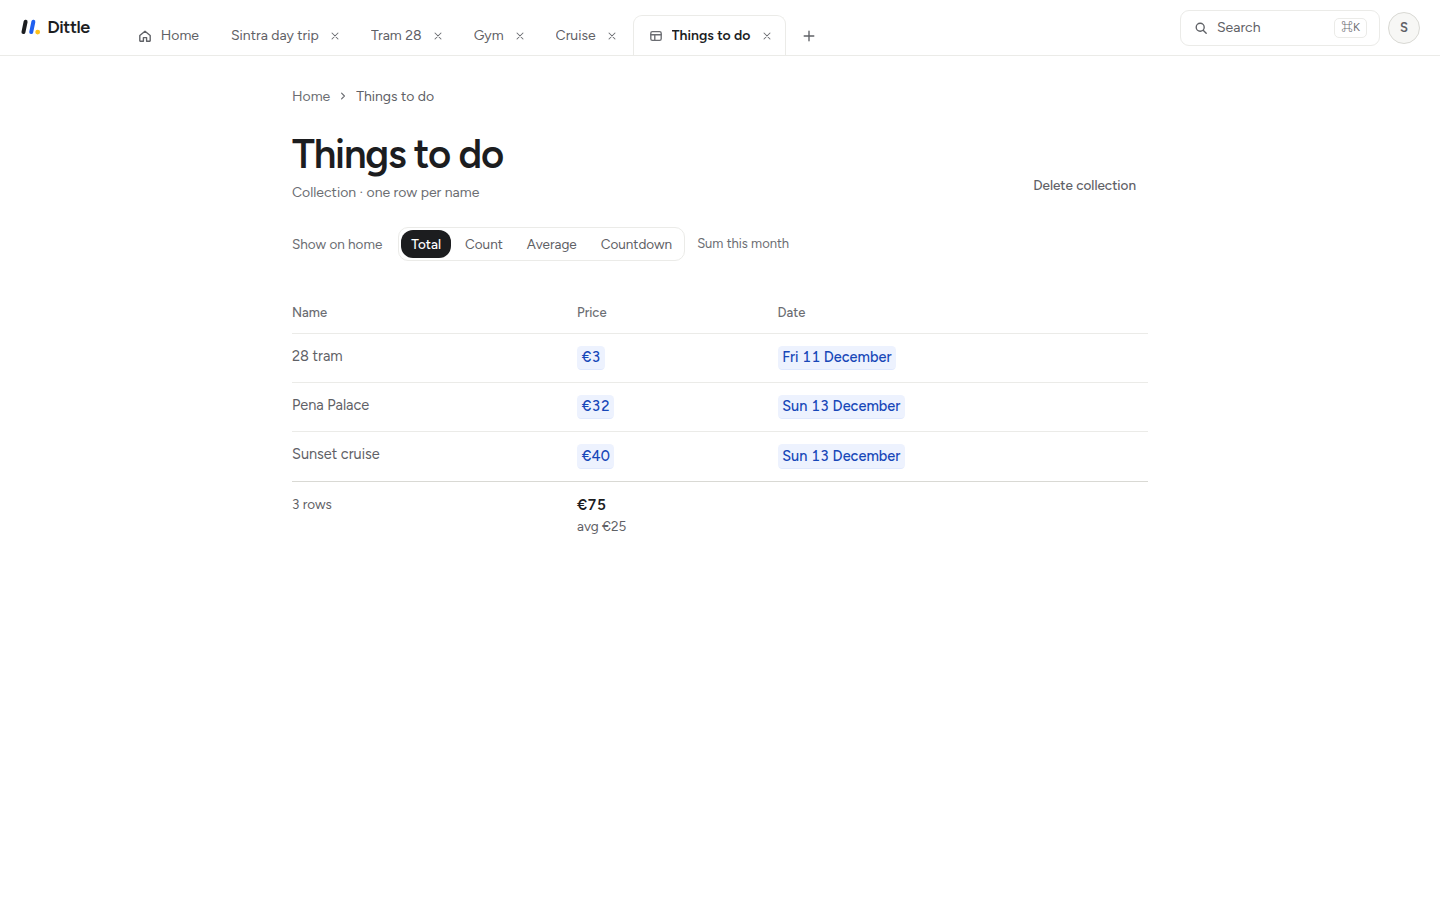 Dittle
Home
Sintra day trip
Tram 28
Gym
Cruise
Things to do
Search
⌘K
S
Home > Things to do
Things to do
Collection · one row per name
Delete collection
Show on home
Total
Count
Average
Countdown
Sum this month
Name Price Date
28 tram €3 Fri 11 December
Pena Palace €32 Sun 13 December
Sunset cruise €40 Sun 13 December
3 rows €75
avg €25